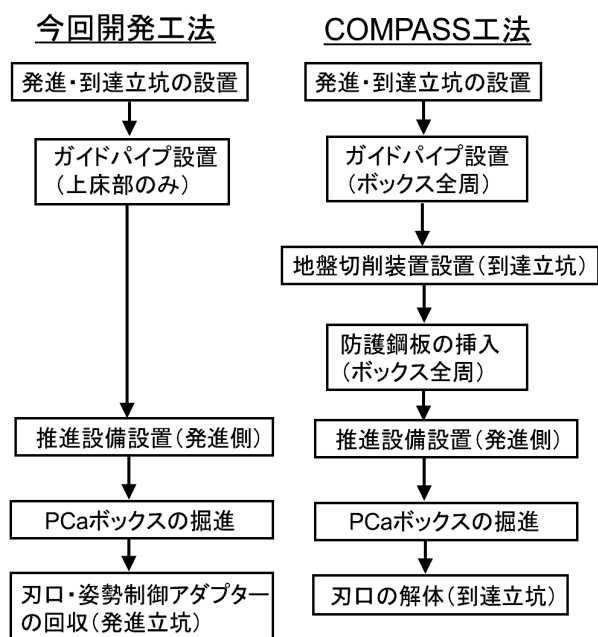 今回開発工法
発進・到達立坑の設置
ガイドパイプ設置
(上床部のみ)
推進設備設置(発進側)
PCaボックスの掘進
刃口・姿勢制御アダプター
の回収(発進立坑)
COMPASS工法
発進・到達立坑の設置
ガイドパイプ設置
(ボックス全周)
地盤切削装置設置(到達立坑)
防護鋼板の挿入
(ボックス全周)
推進設備設置(発進側)
PCaボックスの掘進
刃口の解体(到達立坑)